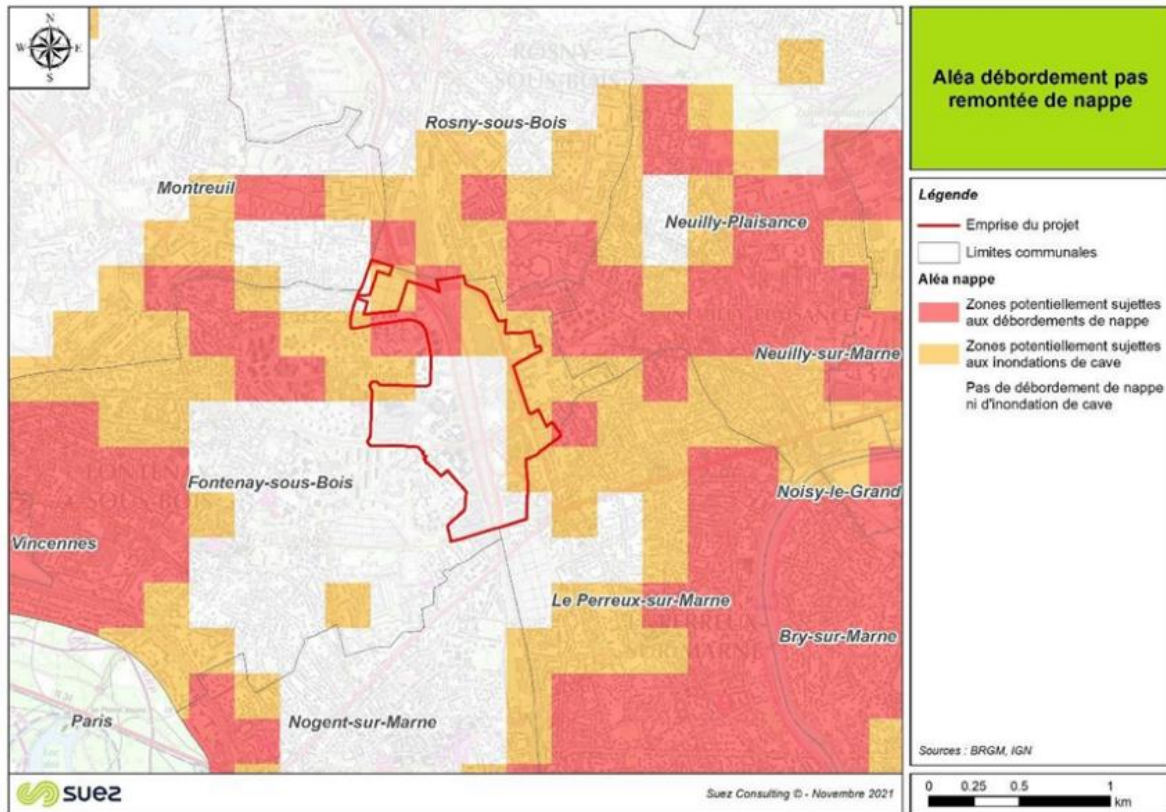 N
W
E
S
ROSNY-
SOUS-BOIS
Rosny-sous-Bois
Montreuil
Neuilly-Plaisance
Neuilly-sur-Marne
Fontenay-sous-Bois
Noisy-le-Grand
Vincennes
Le Perreux-sur-Marne
Bry-sur-Marne
Paris
Nogent-sur-Marne
suez
Suez Consulting © - Novembre 2021
Aléa débordement pas
remontée de nappe
Légende
Emprise du projet
Limites communales
Aléa nappe
Zones potentiellement sujettes
aux débordements de nappe
Zones potentiellement sujettes
aux inondations de cave
Pas de débordement de nappe
ni d'inondation de cave
Sources : BRGM, IGN
0 0.25 0.5 1
km